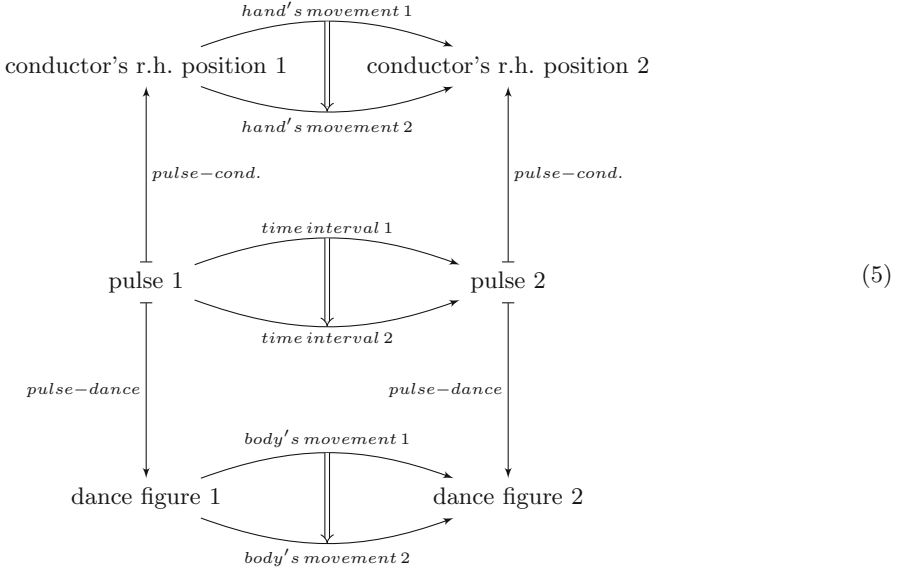 hand's movement 1
conductor's r.h. position 1 conductor's r.h. position 2
hand's movement 2
pulse−cond. pulse−cond.
time interval 1
pulse 1 pulse 2 (5)
time interval 2
pulse−dance pulse−dance
body's movement 1
dance figure 1 dance figure 2
body's movement 2